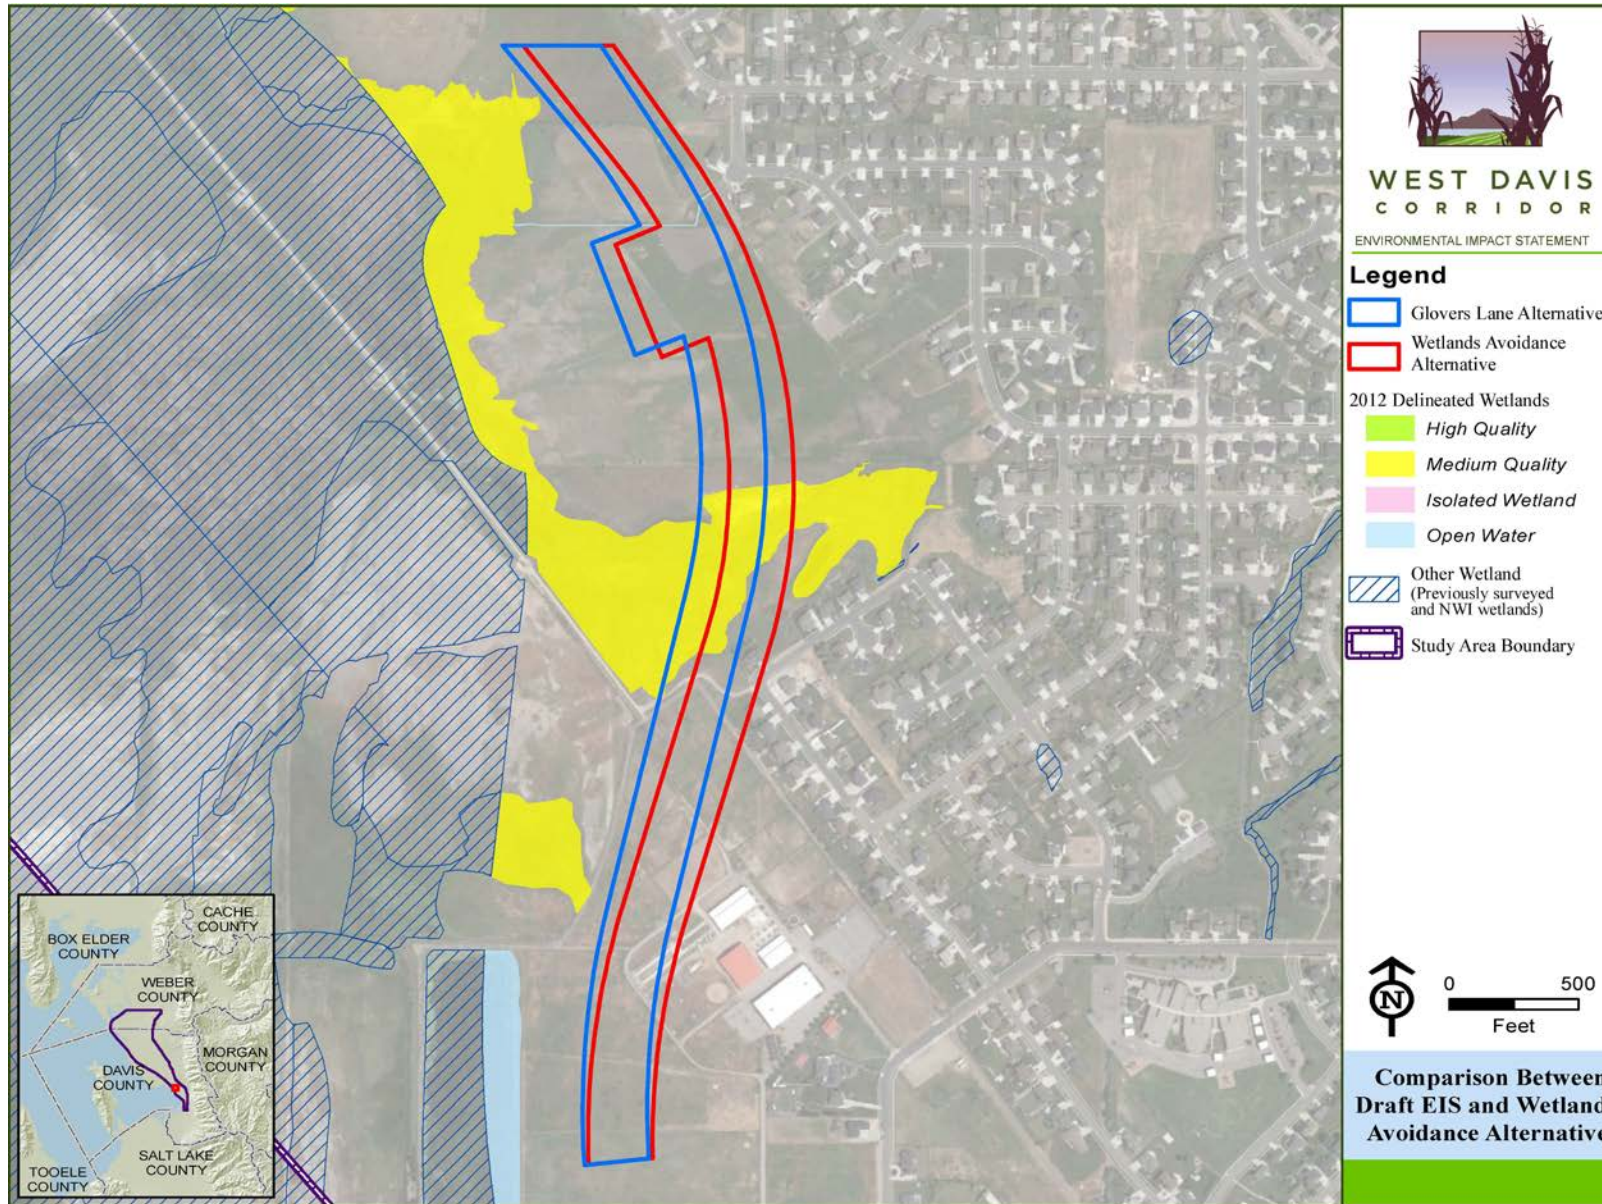 WEST DAVIS
CORRIDOR
ENVIRONMENTAL IMPACT STATEMENT
Legend
Glovers Lane Alternative
Wetlands Avoidance
Alternative
2012 Delineated Wetlands
High Quality
Medium Quality
Isolated Wetland
Open Water
Other Wetland
(Previously surveyed
and NWI wetlands)
Study Area Boundary
N
0 500
Feet
Comparison Between
Draft EIS and Wetland
Avoidance Alternative
CACHE
COUNTY
BOX ELDER
COUNTY
WEBER
COUNTY
MORGAN
COUNTY
DAVIS
COUNTY
SALT LAKE
COUNTY
TOOELE
COUNTY